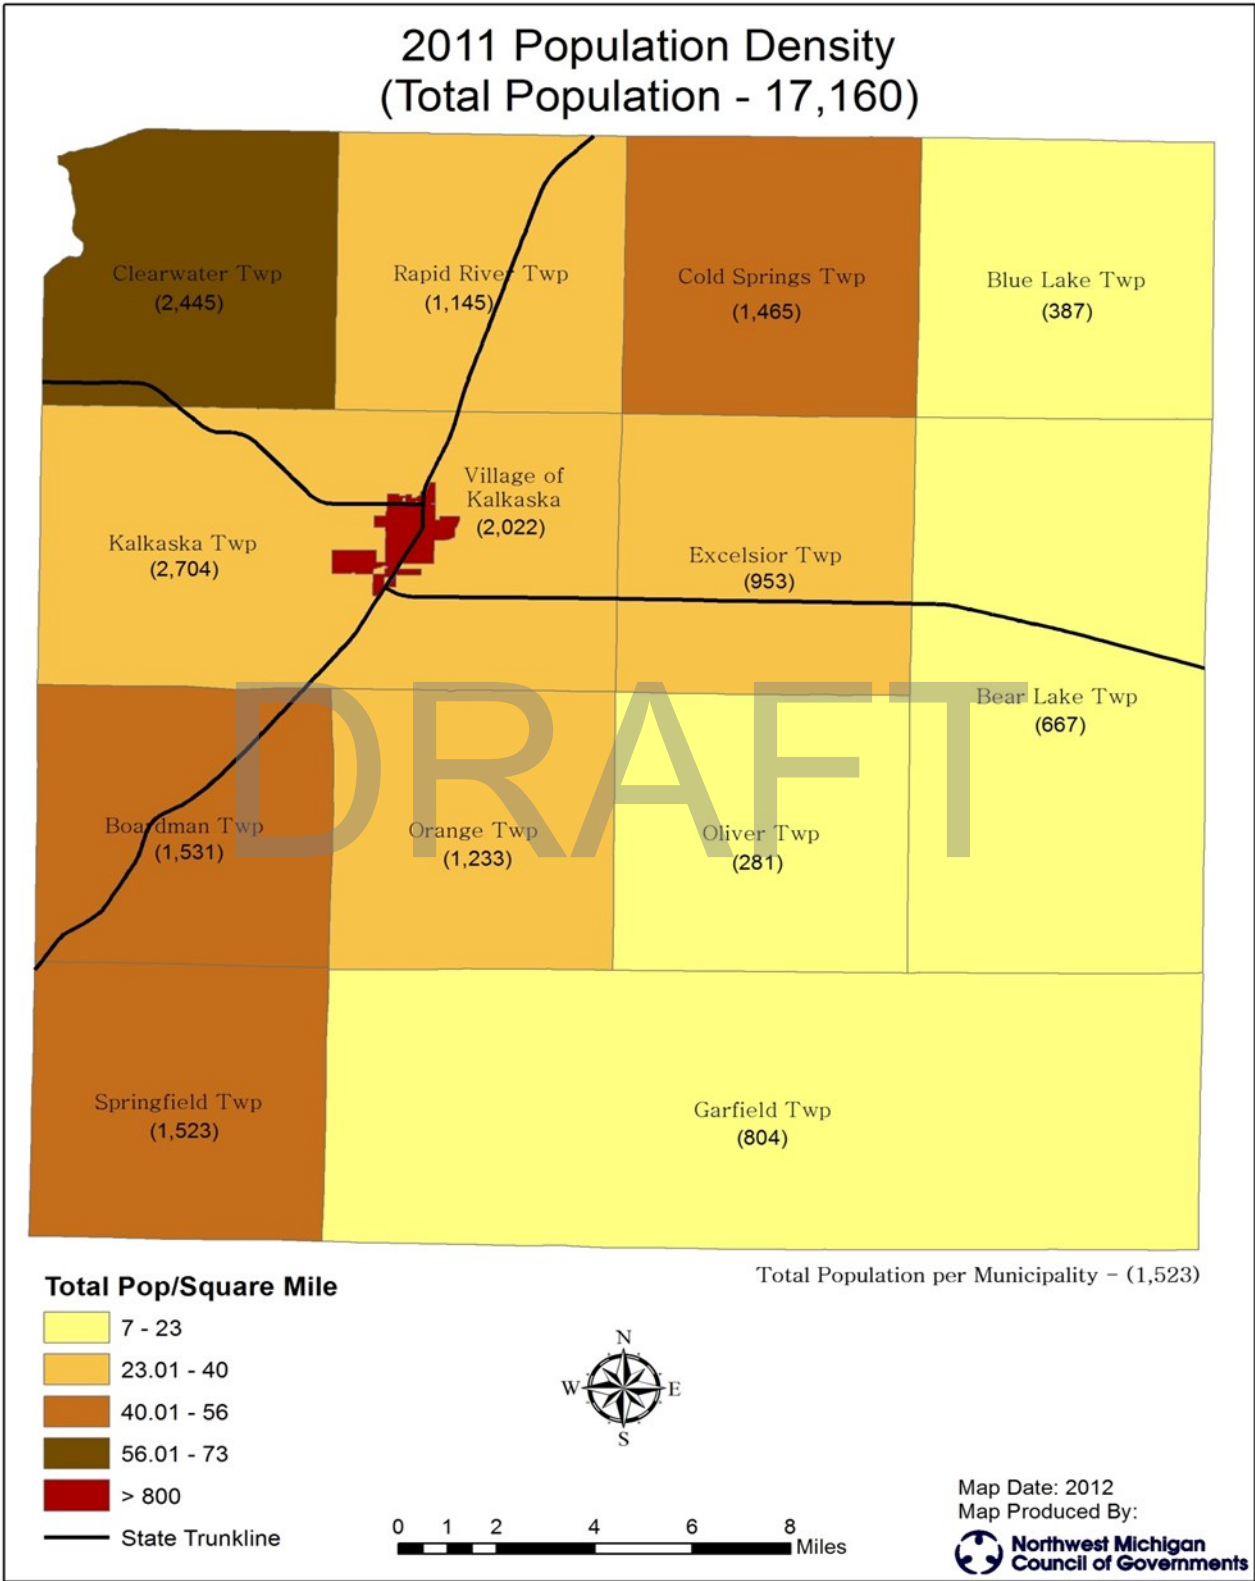 2011 Population Density
(Total Population - 17,160)
Clearwater Twp
(2,445)
Rapid River Twp
(1,145)
Cold Springs Twp
(1,465)
Blue Lake Twp
(387)
Village of
Kalkaska
(2,022)
Kalkaska Twp
(2,704)
Excelsior Twp
(953)
Bear Lake Twp
(667)
DRAFT
Boardman Twp
(1,531)
Orange Twp
(1,233)
Oliver Twp
(281)
Springfield Twp
(1,523)
Garfield Twp
(804)
Total Population per Municipality - (1,523)
Total Pop/Square Mile
7 - 23
23.01 - 40
40.01 - 56
56.01 - 73
> 800
State Trunkline
N
W E
S
0 1 2 4 6 8
Miles
Map Date: 2012
Map Produced By:
Northwest Michigan
Council of Governments